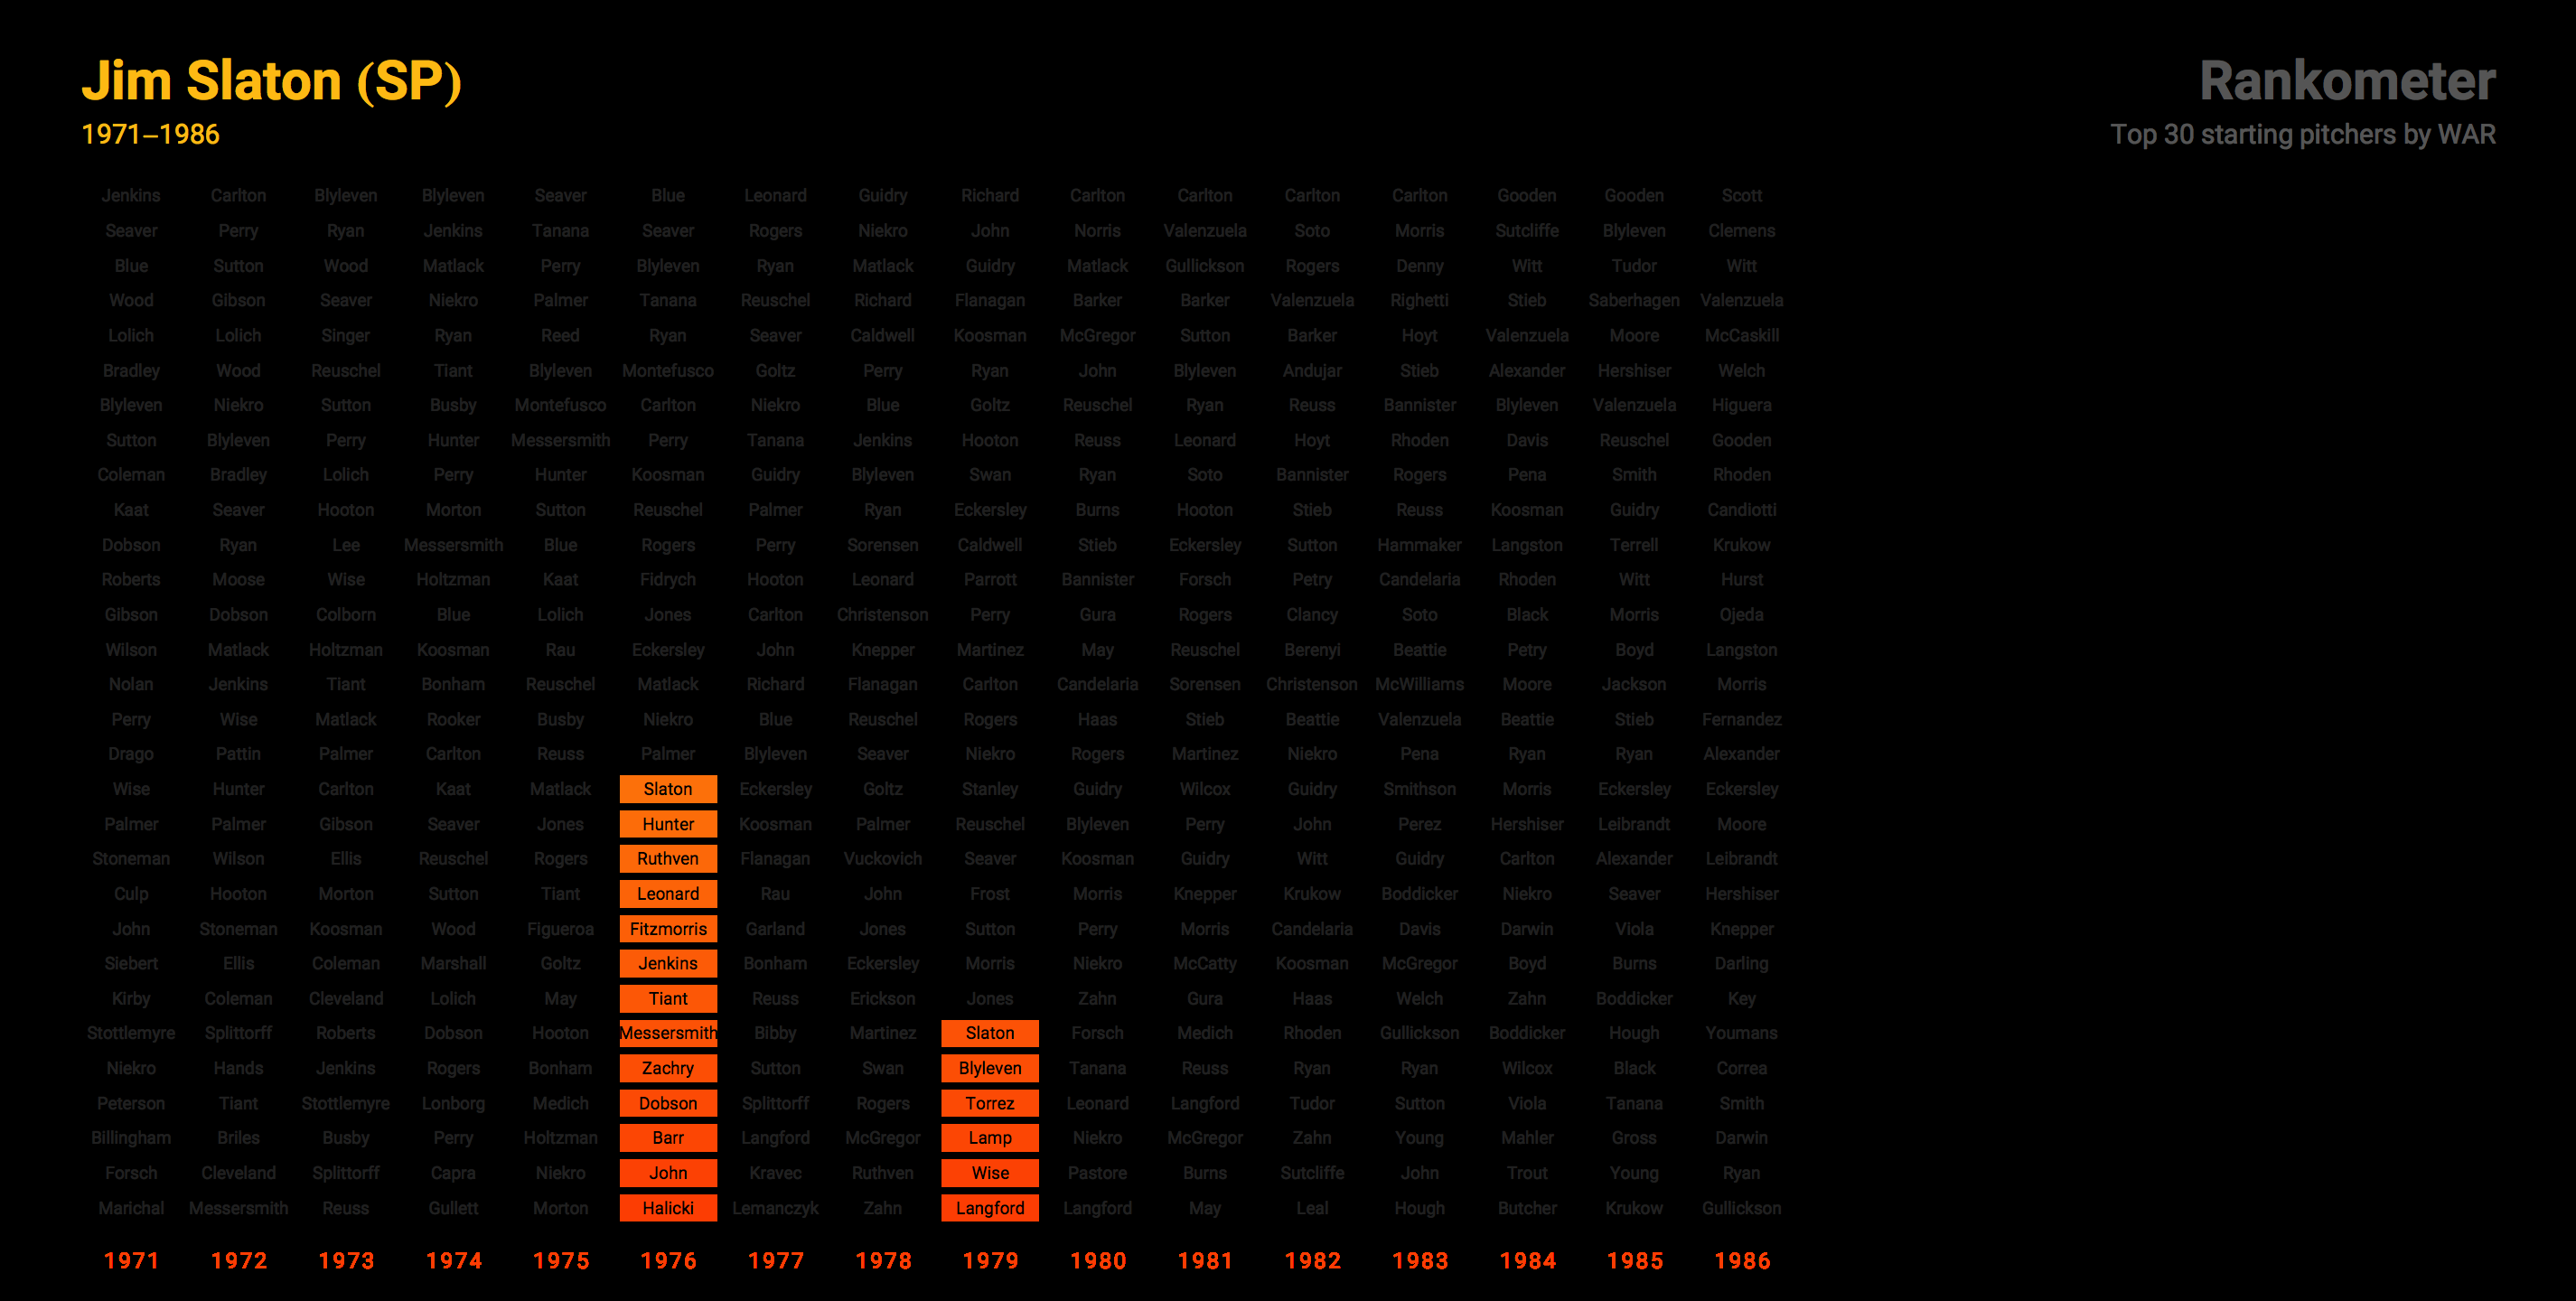 Jim Slaton (SP)
Rankometer
1971–1986
Top 30 starting pitchers by WAR
Jenkins Carlton Blyleven Blyleven Seaver Blue Leonard Guidry Richard Carlton Carlton Carlton Carlton Gooden Gooden Scott
Seaver Perry Ryan Jenkins Tanana Seaver Rogers Niekro John Norris Valenzuela Soto Morris Sutcliffe Blyleven Clemens
Blue Sutton Wood Matlack Perry Blyleven Ryan Matlack Guidry Matlack Gullickson Rogers Denny Witt Tudor Witt
Wood Gibson Seaver Niekro Palmer Tanana Reuschel Richard Flanagan Barker Barker Valenzuela Righetti Stieb Saberhagen Valenzuela
Lolich Lolich Singer Ryan Reed Ryan Seaver Caldwell Koosman McGregor Sutton Barker Hoyt Valenzuela Moore McCaskill
Bradley Wood Reuschel Tiant Blyleven Montefusco Goltz Perry Ryan John Blyleven Andujar Stieb Alexander Hershiser Welch
Blyleven Niekro Sutton Busby Montefusco Carlton Niekro Blue Goltz Reuschel Ryan Reuss Bannister Blyleven Valenzuela Higuera
Sutton Blyleven Perry Hunter Messersmith Perry Tanana Jenkins Hooton Reuss Leonard Hoyt Rhoden Davis Reuschel Gooden
Coleman Bradley Lolich Perry Hunter Koosman Guidry Blyleven Swan Ryan Soto Bannister Rogers Pena Smith Rhoden
Kaat Seaver Hooton Morton Sutton Reuschel Palmer Ryan Eckersley Burns Hooton Stieb Reuss Koosman Guidry Candiotti
Dobson Ryan Lee Messersmith Blue Rogers Perry Sorensen Caldwell Stieb Eckersley Sutton Hammaker Langston Terrell Krukow
Roberts Moose Wise Holtzman Kaat Fidrych Hooton Leonard Parrott Bannister Forsch Petry Candelaria Rhoden Witt Hurst
Gibson Dobson Colborn Blue Lolich Jones Carlton Christenson Perry Gura Rogers Clancy Soto Black Morris Ojeda
Wilson Matlack Holtzman Koosman Rau Eckersley John Knepper Martinez May Reuschel Berenyi Beattie Petry Boyd Langston
Nolan Jenkins Tiant Bonham Reuschel Matlack Richard Flanagan Carlton Candelaria Sorensen Christenson McWilliams Moore Jackson Morris
Perry Wise Matlack Rooker Busby Niekro Blue Reuschel Rogers Haas Stieb Beattie Valenzuela Beattie Stieb Fernandez
Drago Pattin Palmer Carlton Reuss Palmer Blyleven Seaver Niekro Rogers Martinez Niekro Pena Ryan Ryan Alexander
Wise Hunter Carlton Kaat Matlack Slaton Eckersley Goltz Stanley Guidry Wilcox Guidry Smithson Morris Eckersley Eckersley
Palmer Palmer Gibson Seaver Jones Hunter Koosman Palmer Reuschel Blyleven Perry John Perez Hershiser Leibrandt Moore
Stoneman Wilson Ellis Reuschel Rogers Ruthven Flanagan Vuckovich Seaver Koosman Guidry Witt Guidry Carlton Alexander Leibrandt
Culp Hooton Morton Sutton Tiant Leonard Rau John Frost Morris Knepper Krukow Boddicker Niekro Seaver Hershiser
John Stoneman Koosman Wood Figueroa Fitzmorris Garland Jones Sutton Perry Morris Candelaria Davis Darwin Viola Knepper
Siebert Ellis Coleman Marshall Goltz Jenkins Bonham Eckersley Morris Niekro McCatty Koosman McGregor Boyd Burns Darling
Kirby Coleman Cleveland Lolich May Tiant Reuss Erickson Jones Zahn Gura Haas Welch Zahn Boddicker Key
Stottlemyre Splittorff Roberts Dobson Hooton Messersmith Bibby Martinez Slaton Forsch Medich Rhoden Gullickson Boddicker Hough Youmans
Niekro Hands Jenkins Rogers Bonham Zachry Sutton Swan Blyleven Tanana Reuss Ryan Ryan Wilcox Black Correa
Peterson Tiant Stottlemyre Lonborg Medich Dobson Splittorff Rogers Torrez Leonard Langford Tudor Sutton Viola Tanana Smith
Billingham Briles Busby Perry Holtzman Barr Langford McGregor Lamp Niekro McGregor Zahn Young Mahler Gross Darwin
Forsch Cleveland Splittorff Capra Niekro John Kravec Ruthven Wise Pastore Burns Sutcliffe John Trout Young Ryan
Marichal Messersmith Reuss Gullett Morton Halicki Lemanczyk Zahn Langford Langford May Leal Hough Butcher Krukow Gullickson
1971 1972 1973 1974 1975 1976 1977 1978 1979 1980 1981 1982 1983 1984 1985 1986